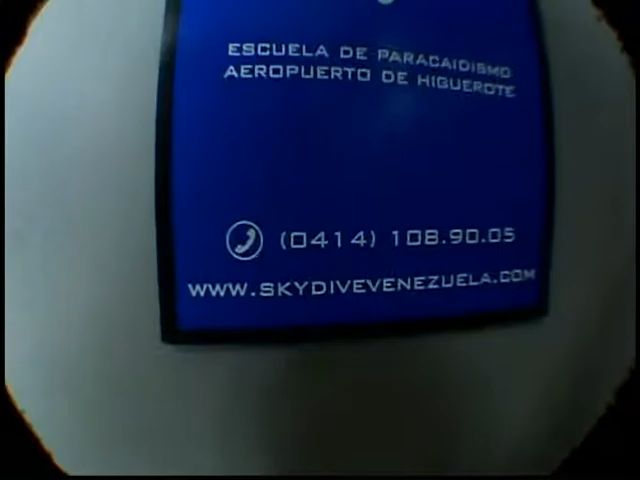 ESCUELA DE PARACAIDISMO
AEROPUERTO DE HIGUEROTE
(0414) 108.90.05
WWW.SKYDIVEVENEZUELA.COM